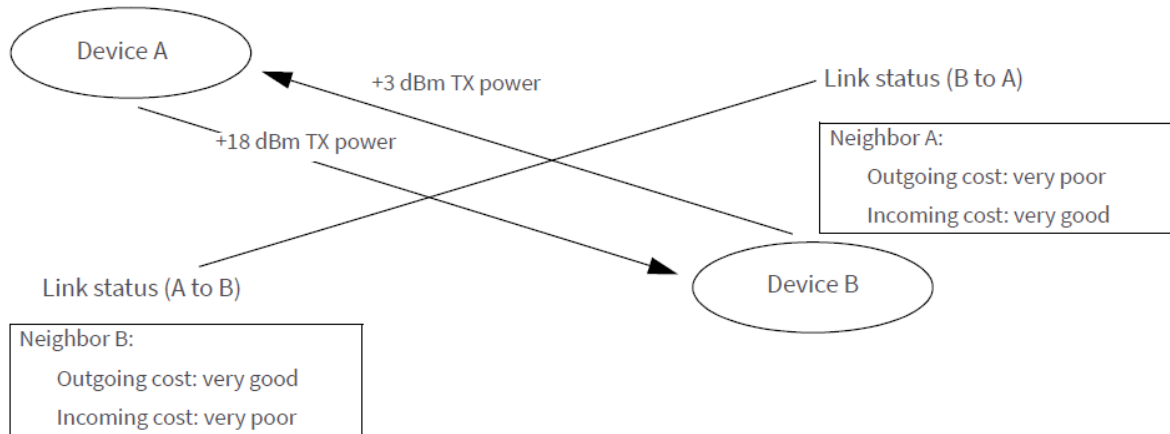 Device A
+3 dBm TX power
Link status (B to A)
+18 dBm TX power
Neighbor A:
Outgoing cost: very poor
Incoming cost: very good
Link status (A to B)
Device B
Neighbor B:
Outgoing cost: very good
Incoming cost: very poor